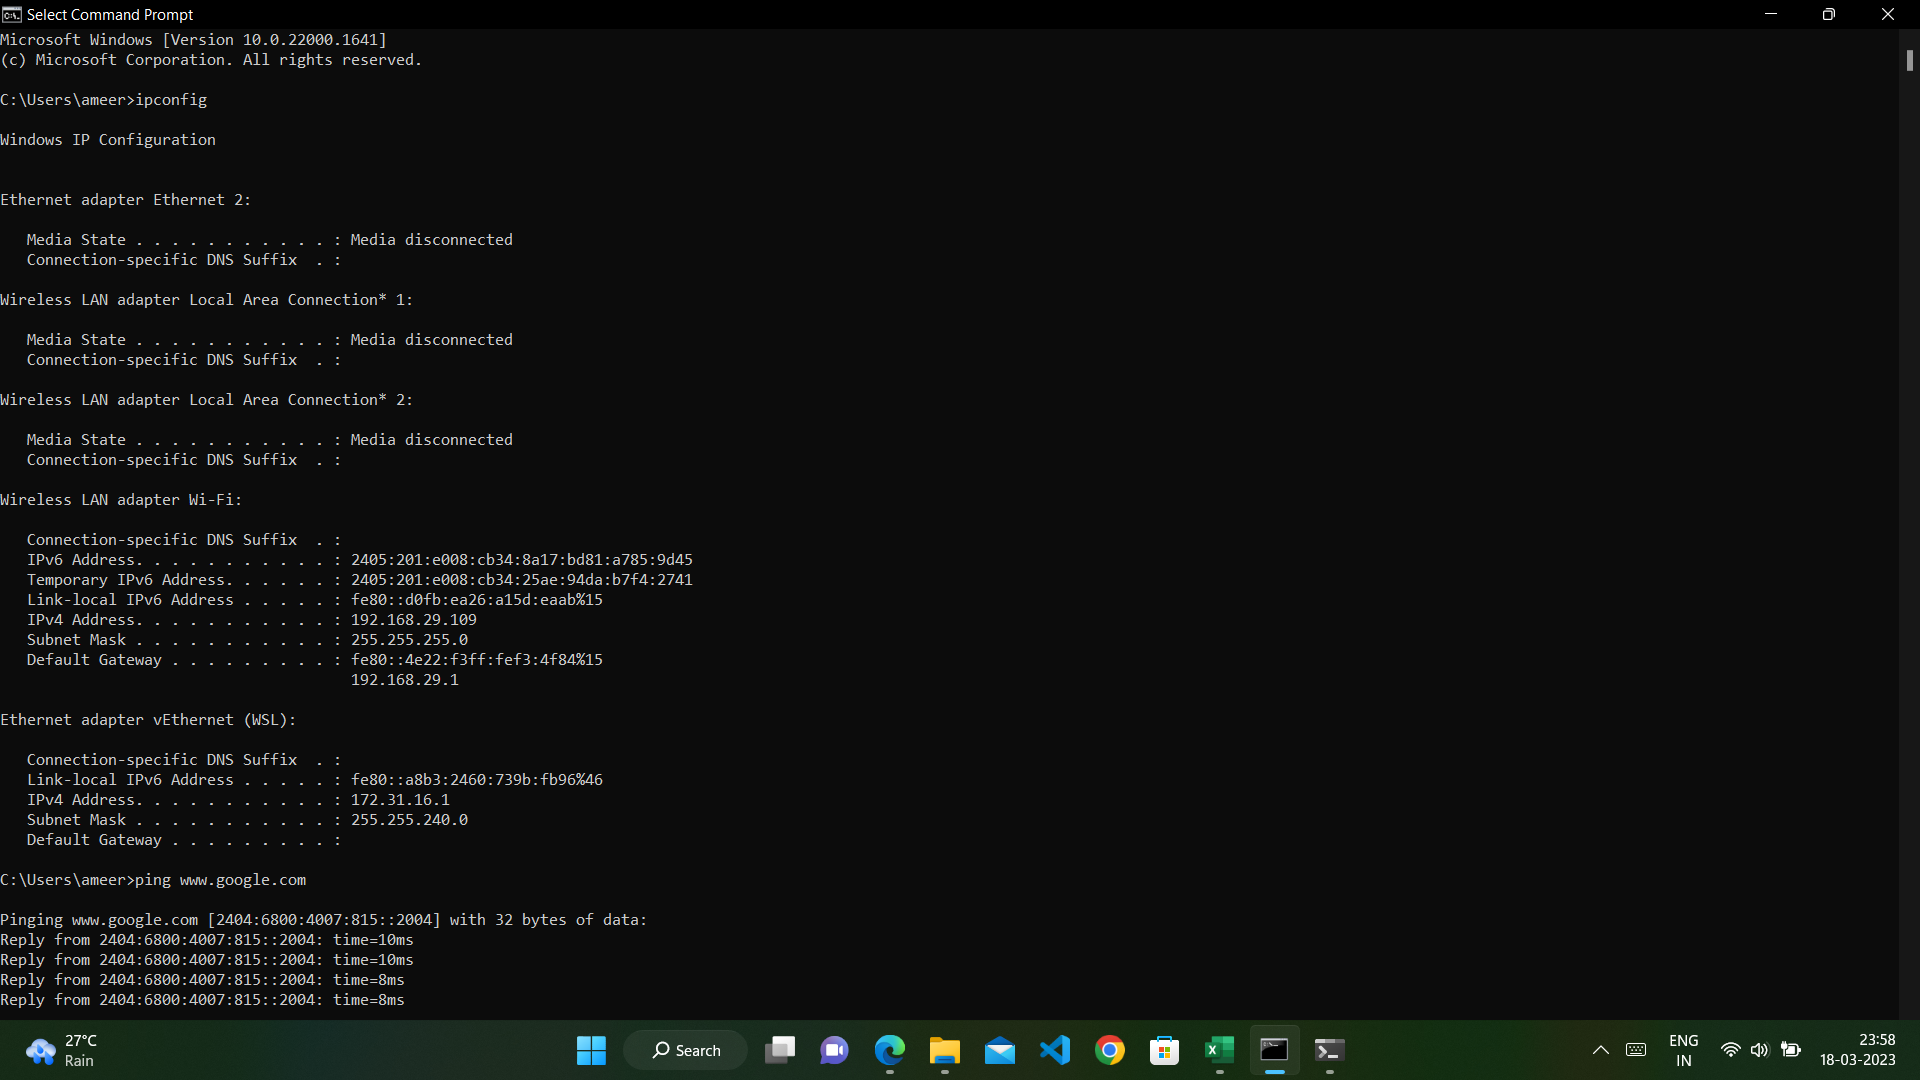 Select Command Prompt
Microsoft Windows [Version 10.0.22000.1641]
(c) Microsoft Corporation. All rights reserved.
C:\Users\ameer>ipconfig
Windows IP Configuration
Ethernet adapter Ethernet 2:
Media State . . . . . . . . . . . : Media disconnected
Connection-specific DNS Suffix  . :
Wireless LAN adapter Local Area Connection* 1:
Media State . . . . . . . . . . . : Media disconnected
Connection-specific DNS Suffix  . :
Wireless LAN adapter Local Area Connection* 2:
Media State . . . . . . . . . . . : Media disconnected
Connection-specific DNS Suffix  . :
Wireless LAN adapter Wi-Fi:
Connection-specific DNS Suffix  . :
IPv6 Address. . . . . . . . . . . : 2405:201:e008:cb34:8a17:bd81:a785:9d45
Temporary IPv6 Address. . . . . . : 2405:201:e008:cb34:25ae:94da:b7f4:2741
Link-local IPv6 Address . . . . . : fe80::d0fb:ea26:a15d:eaab%15
IPv4 Address. . . . . . . . . . . : 192.168.29.109
Subnet Mask . . . . . . . . . . . : 255.255.255.0
Default Gateway . . . . . . . . . : fe80::4e22:f3ff:fef3:4f84%15
192.168.29.1
Ethernet adapter vEthernet (WSL):
Connection-specific DNS Suffix  . :
Link-local IPv6 Address . . . . . : fe80::a8b3:2460:739b:fb96%46
IPv4 Address. . . . . . . . . . . : 172.31.16.1
Subnet Mask . . . . . . . . . . . : 255.255.240.0
Default Gateway . . . . . . . . . :
C:\Users\ameer>ping www.google.com
Pinging www.google.com [2404:6800:4007:815::2004] with 32 bytes of data:
Reply from 2404:6800:4007:815::2004: time=10ms
Reply from 2404:6800:4007:815::2004: time=10ms
Reply from 2404:6800:4007:815::2004: time=8ms
Reply from 2404:6800:4007:815::2004: time=8ms
27°C
Rain
Search
ENG
IN
23:58
18-03-2023